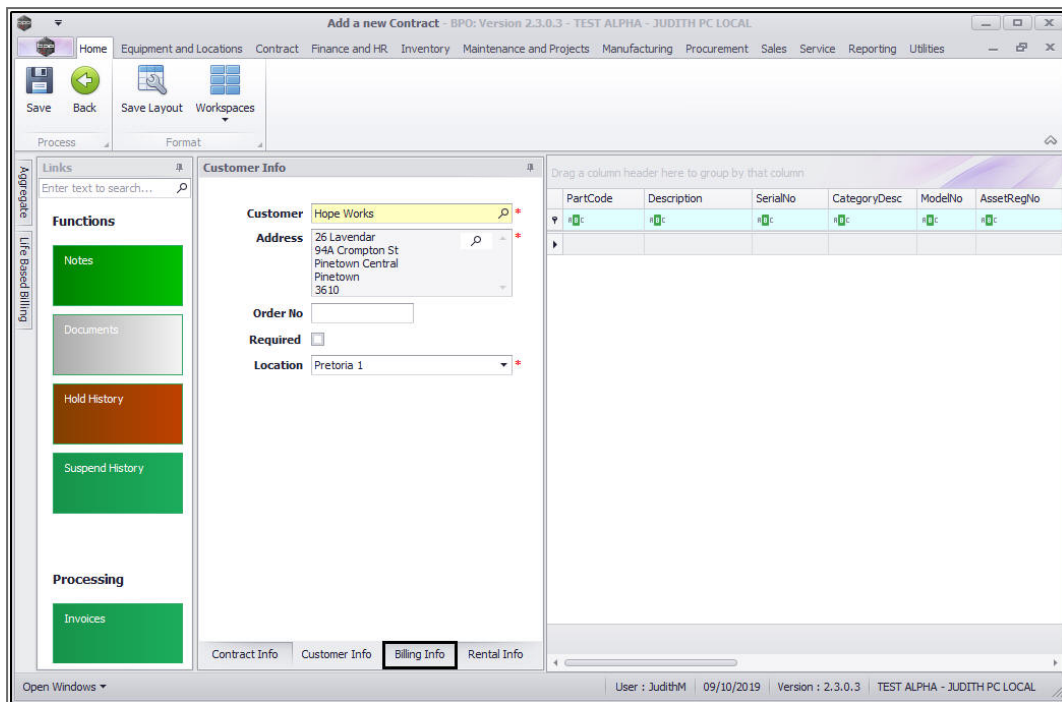 Add a new Contract - BPO: Version 2.3.0.3 - TEST ALPHA - JUDITH PC LOCAL
Home Equipment and Locations Contract Finance and HR Inventory Maintenance and Projects Manufacturing Procurement Sales Service Reporting Utilities
Save Back Save Layout Workspaces
Process Format
Aggregate
Life Based Billing
Links
Enter text to search...
Functions
Notes
Documents
Hold History
Suspend History
Processing
Invoices
Customer Info
Customer Hope Works *
Address 26 Lavendar *
94A Crompton St
Pinetown Central
Pinetown
3610
Order No
Required
Location Pretoria 1 *
Contract Info Customer Info Billing Info Rental Info
Drag a column header here to group by that column
PartCode Description SerialNo CategoryDesc ModelNo AssetRegNo
Open Windows User : JudithM 09/10/2019 Version : 2.3.0.3 TEST ALPHA - JUDITH PC LOCAL